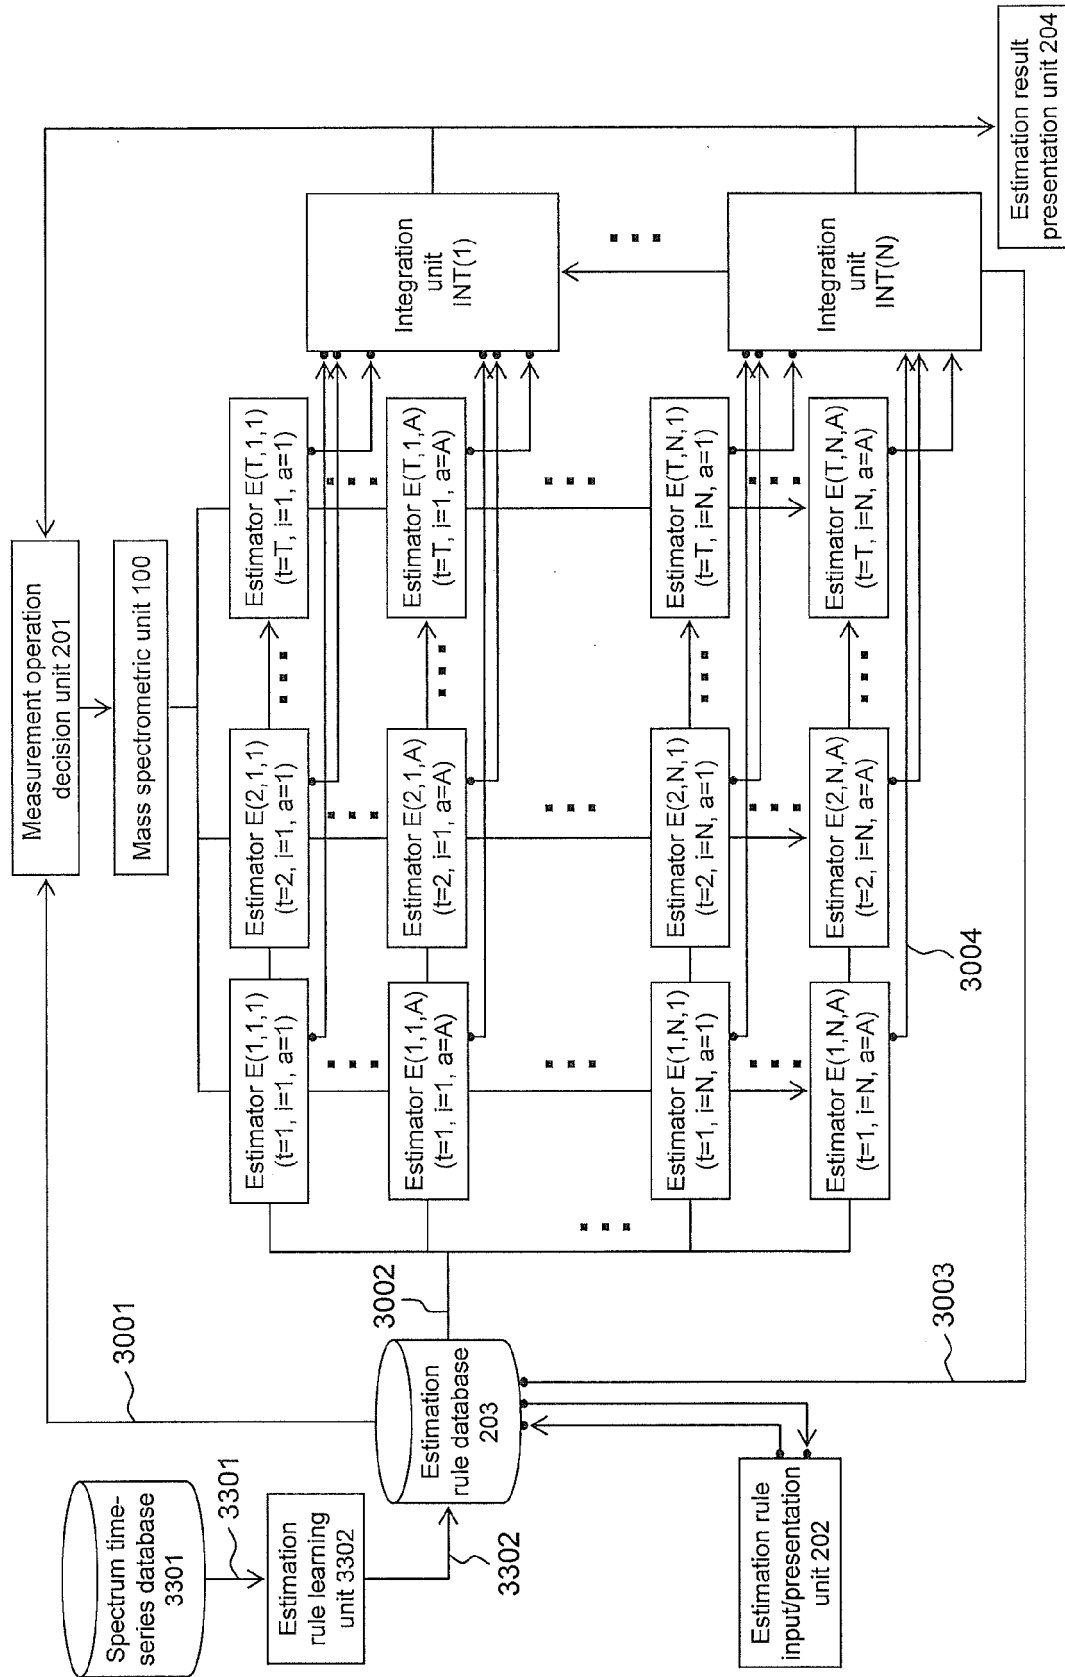 Spectrum time-
series database
3301
3301
Estimation
rule learning
unit 3302
3302
Estimation
rule database
203
Estimation rule
input/presentation
unit 202
3001
3002
3003
Measurement operation
decision unit 201
Mass spectrometric unit 100
Estimator E(1,1,1)
(t=1, i=1, a=1)
Estimator E(2,1,1)
(t=2, i=1, a=1)
Estimator E(T,1,1)
(t=T, i=1, a=1)
Estimator E(1,1,A)
(t=1, i=1, a=A)
Estimator E(2,1,A)
(t=2, i=1, a=A)
Estimator E(T,1,A)
(t=T, i=1, a=A)
Estimator E(1,N,1)
(t=1, i=N, a=1)
Estimator E(2,N,1)
(t=2, i=N, a=1)
Estimator E(T,N,1)
(t=T, i=N, a=1)
Estimator E(1,N,A)
(t=1, i=N, a=A)
Estimator E(2,N,A)
(t=2, i=N, a=A)
Estimator E(T,N,A)
(t=T, i=N, a=A)
3004
Integration
unit
INT(1)
Integration
unit
INT(N)
Estimation result
presentation unit 204